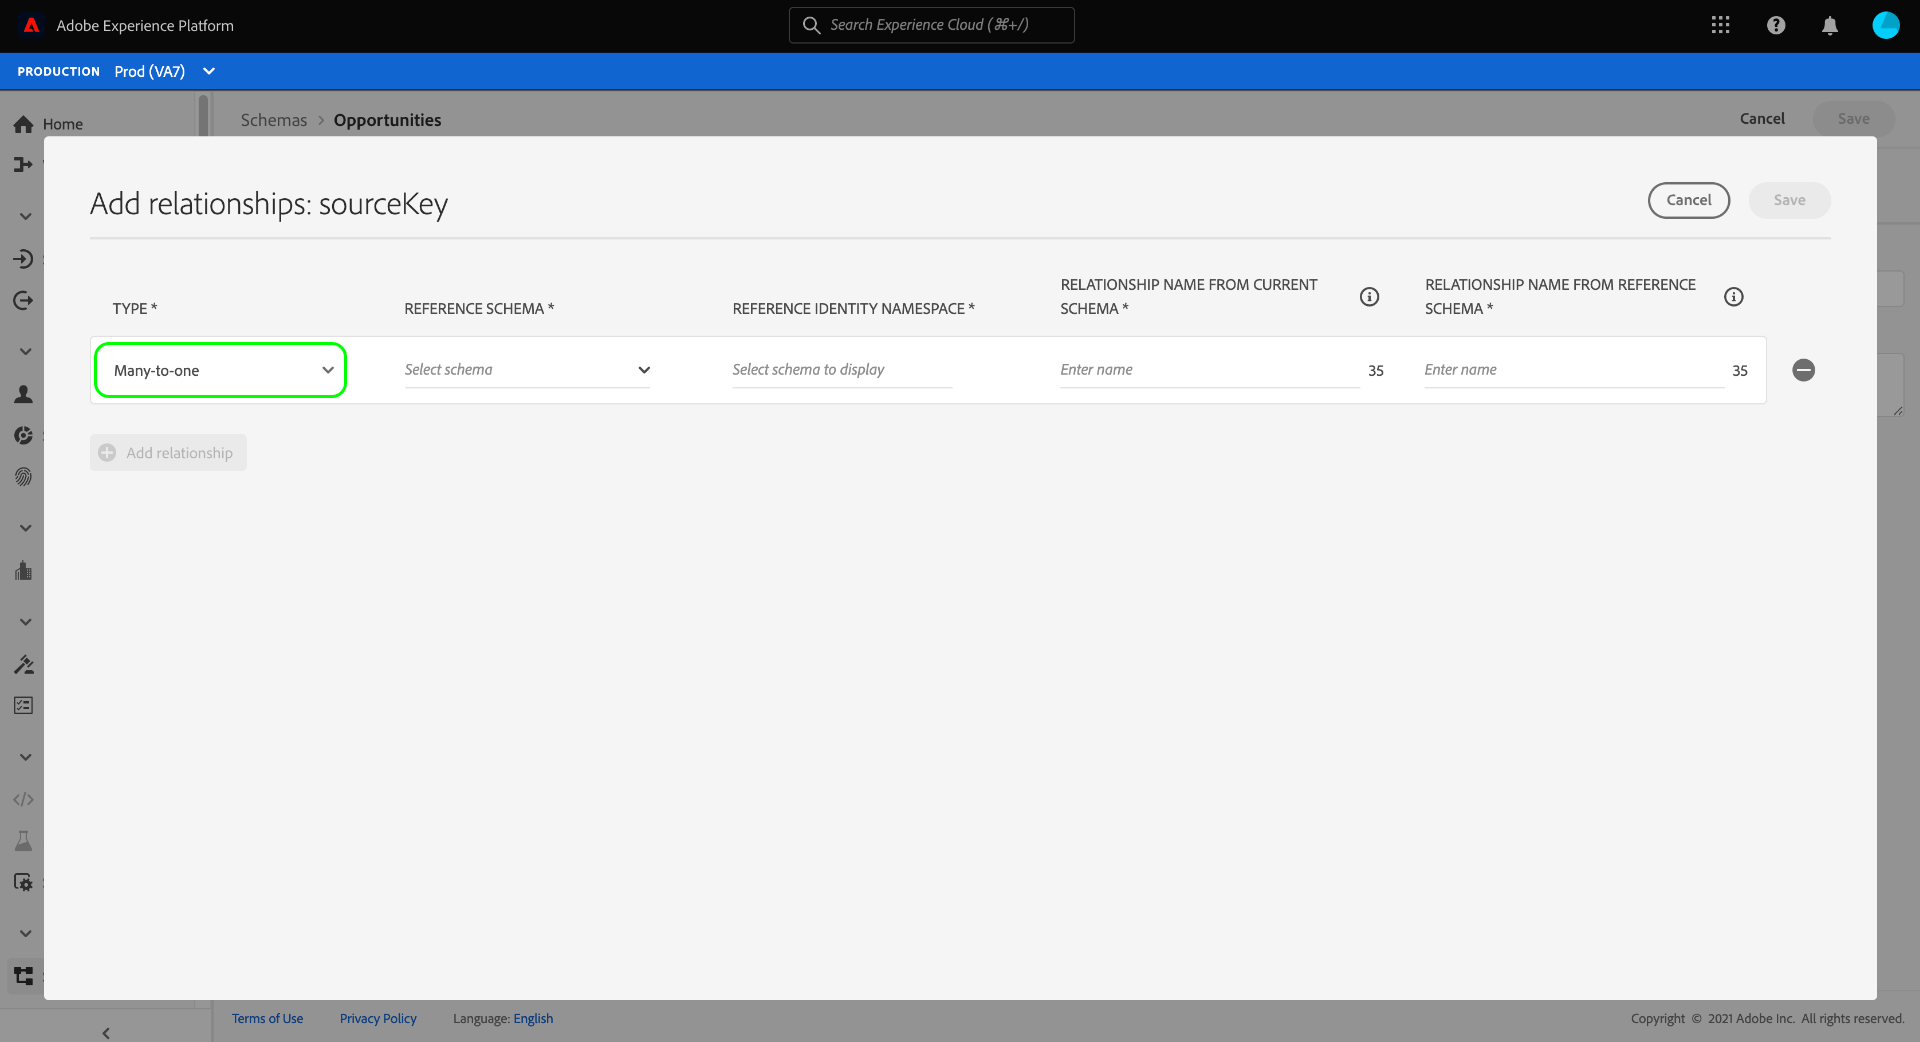 Adobe Experience Platform
Search Experience Cloud (⌘+/)
PRODUCTION Prod (VA7)
Home
Schemas > Opportunities
Cancel
Save
Add relationships: sourceKey
Cancel
Save
TYPE *
REFERENCE SCHEMA *
REFERENCE IDENTITY NAMESPACE *
RELATIONSHIP NAME FROM CURRENT
SCHEMA *
RELATIONSHIP NAME FROM REFERENCE
SCHEMA *
Many-to-one
Select schema
Select schema to display
Enter name
35
Enter name
35
Add relationship
Terms of Use
Privacy Policy
Language: English
Copyright © 2021 Adobe Inc. All rights reserved.